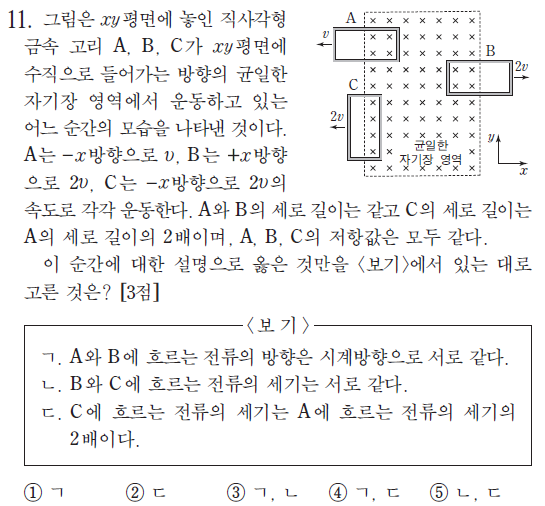 11. 그림은 xy평면에 놓인 직사각형
금속 고리 A, B, C가 xy평면에
수직으로 들어가는 방향의 균일한
자기장 영역에서 운동하고 있는
어느 순간의 모습을 나타낸 것이다.
A는 -x방향으로 v, B는 +x방향
으로 2v, C는 -x방향으로 2v의
속도로 각각 운동한다. A와 B의 세로 길이는 같고 C의 세로 길이는
A의 세로 길이의 2배이며, A, B, C의 저항값은 모두 같다.
A
v
B
2v
C
2v
균일한
자기장 영역
y
x
이 순간에 대한 설명으로 옳은 것만을 <보기>에서 있는 대로
고른 것은? [3점]
<보 기>
ㄱ. A와 B에 흐르는 전류의 방향은 시계방향으로 서로 같다.
ㄴ. B와 C에 흐르는 전류의 세기는 서로 같다.
ㄷ. C에 흐르는 전류의 세기는 A에 흐르는 전류의 세기의
2배이다.
① ㄱ ② ㄷ ③ ㄱ, ㄴ ④ ㄱ, ㄷ ⑤ ㄴ, ㄷ